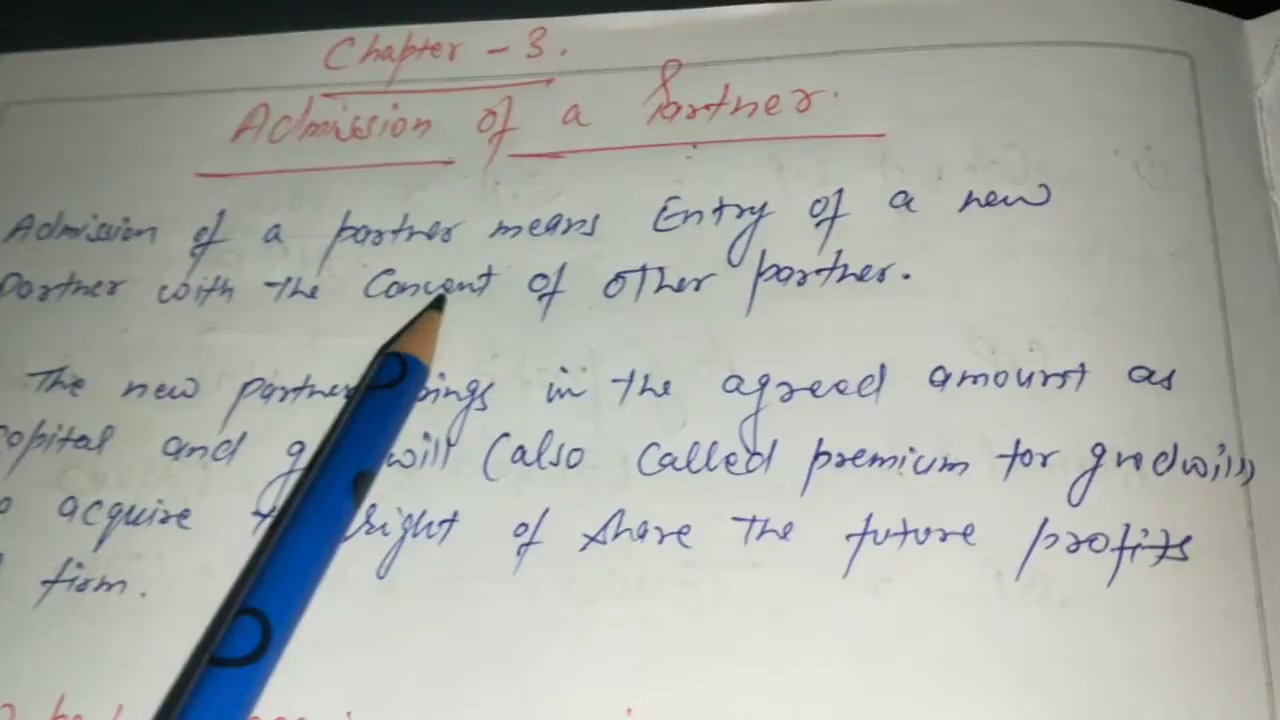 Chapter - 3.
Admission of a Partner.
Admission of a partner means Entry of a new
Partner with the Concent of other partner.
The new partner in the agreed amount as
capital and will (also called premium for goodwill)
acquire right of share the future profits
firm.